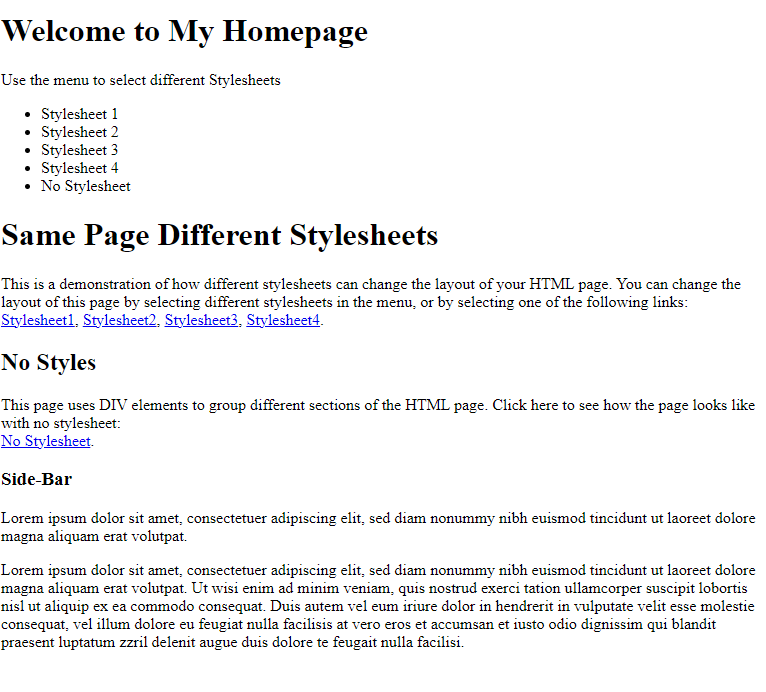 Welcome to My Homepage
Use the menu to select different Stylesheets
Stylesheet 1
Stylesheet 2
Stylesheet 3
Stylesheet 4
No Stylesheet
Same Page Different Stylesheets
This is a demonstration of how different stylesheets can change the layout of your HTML page. You can change the
layout of this page by selecting different stylesheets in the menu, or by selecting one of the following links:
Stylesheet1, Stylesheet2, Stylesheet3, Stylesheet4.
No Styles
This page uses DIV elements to group different sections of the HTML page. Click here to see how the page looks like
with no stylesheet:
No Stylesheet.
Side-Bar
Lorem ipsum dolor sit amet, consectetuer adipiscing elit, sed diam nonummy nibh euismod tincidunt ut laoreet dolore
magna aliquam erat volutpat.
Lorem ipsum dolor sit amet, consectetuer adipiscing elit, sed diam nonummy nibh euismod tincidunt ut laoreet dolore
magna aliquam erat volutpat. Ut wisi enim ad minim veniam, quis nostrud exerci tation ullamcorper suscipit lobortis
nisl ut aliquip ex ea commodo consequat. Duis autem vel eum iriure dolor in hendrerit in vulputate velit esse molestie
consequat, vel illum dolore eu feugiat nulla facilisis at vero eros et accumsan et iusto odio dignissim qui blandit
praesent luptatum zzril delenit augue duis dolore te feugait nulla facilisi.